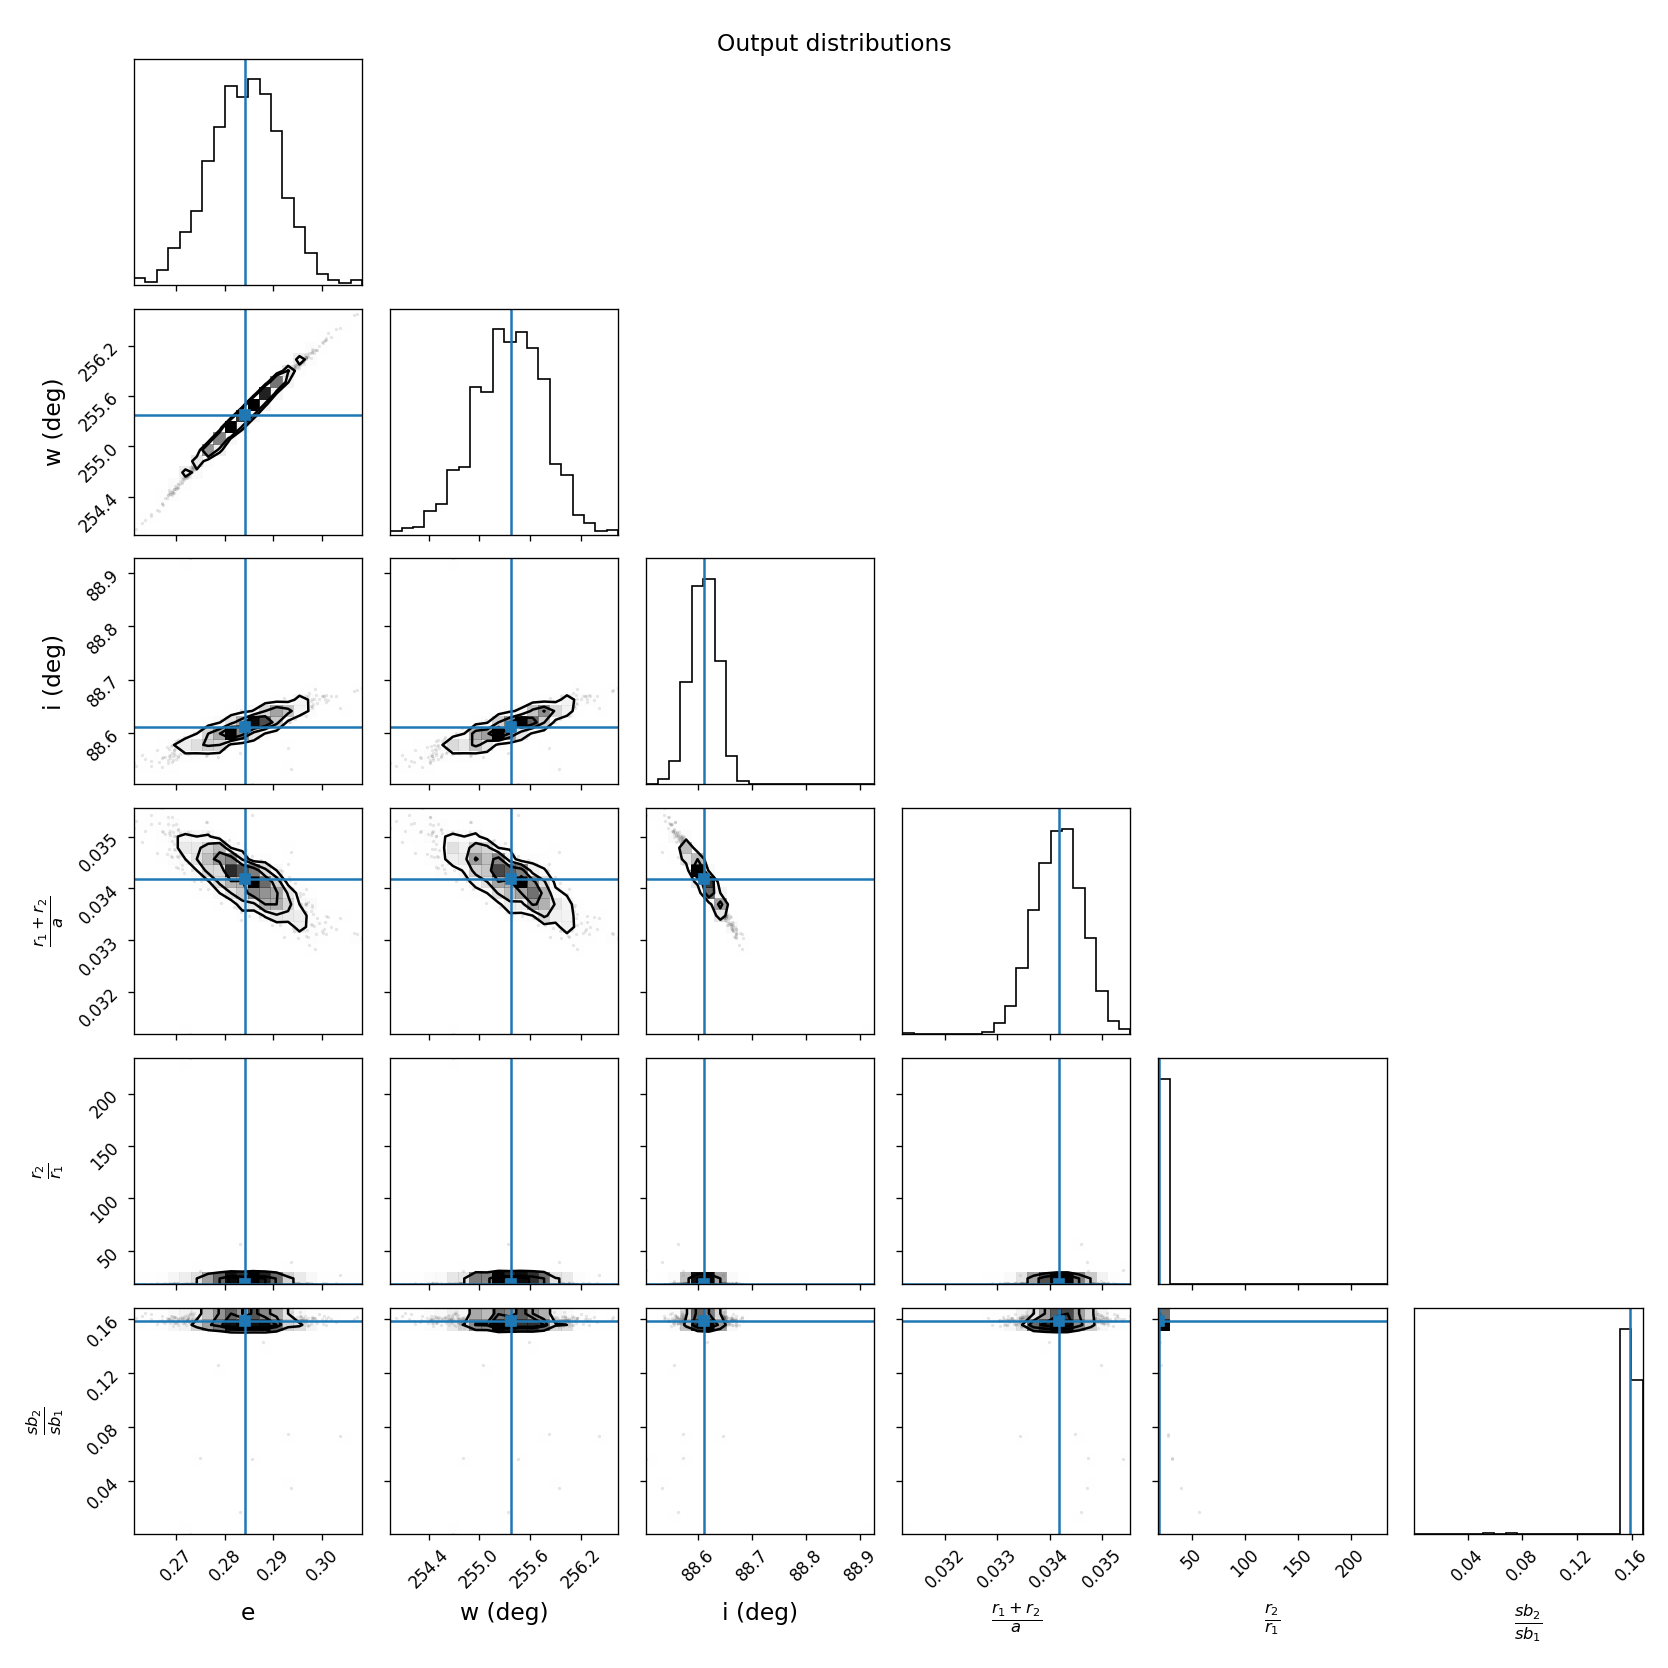 Output distributions
w (deg)
256.2
255.6
255.0
254.4
i (deg)
88.9
88.8
88.7
88.6
r₁ + r₂
a
0.035
0.034
0.033
0.032
r₂
r₁
200
150
100
50
sb₂
sb₁
0.16
0.12
0.08
0.04
0.27 0.28 0.29 0.30 254.4 255.0 255.6 256.2 88.6 88.7 88.8 88.9 0.032 0.033 0.034 0.035 50 100 150 200 0.04 0.08 0.12 0.16
e w (deg) i (deg) r₁ + r₂ r₂ sb₂
a r₁ sb₁